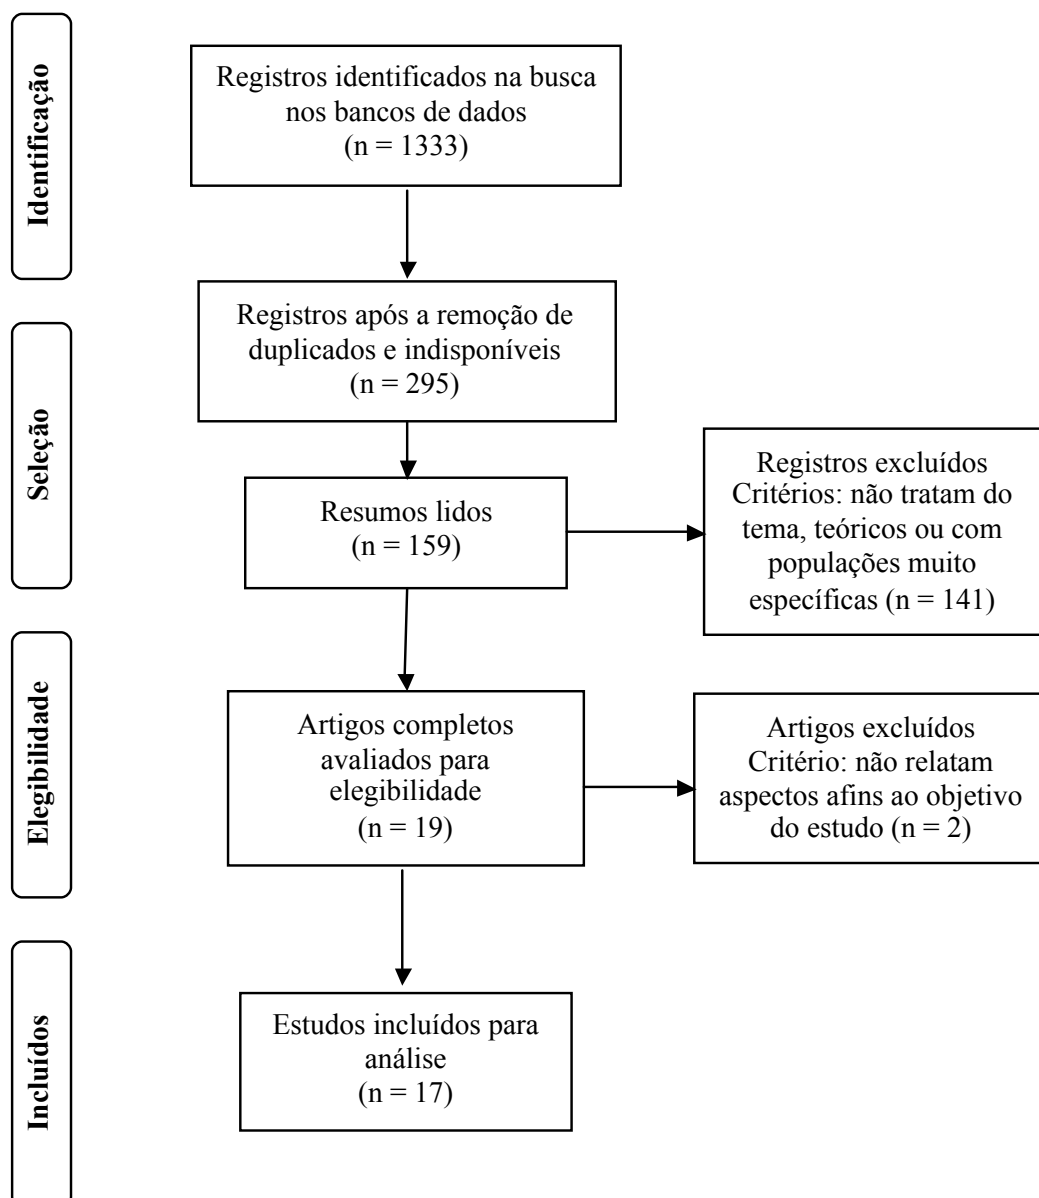 Identificação
Registros identificados na busca
nos bancos de dados
(n = 1333)
Registros após a remoção de
duplicados e indisponíveis
(n = 295)
Seleção
Resumos lidos
(n = 159)
Registros excluídos
Critérios: não tratam do
tema, teóricos ou com
populações muito
específicas (n = 141)
Elegibilidade
Artigos completos
avaliados para
elegibilidade
(n = 19)
Artigos excluídos
Critério: não relatam
aspectos afins ao objetivo
do estudo (n = 2)
Incluídos
Estudos incluídos para
análise
(n = 17)